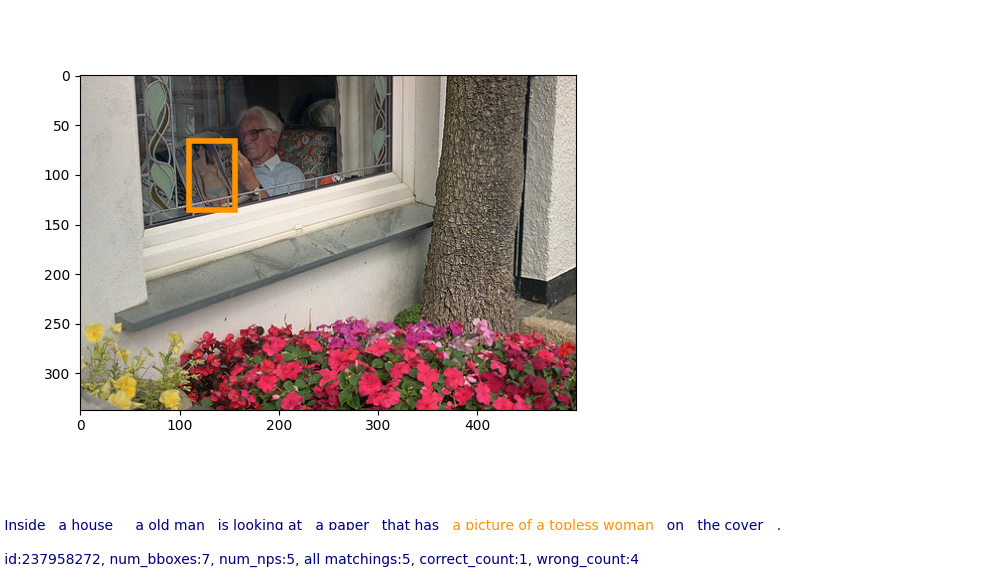 0
50
100
150
200
250
300
0 100 200 300 400
Inside a house a old man is looking at a paper that has a picture of a topless woman on the cover .
id:237958272, num_bboxes:7, num_nps:5, all matchings:5, correct_count:1, wrong_count:4